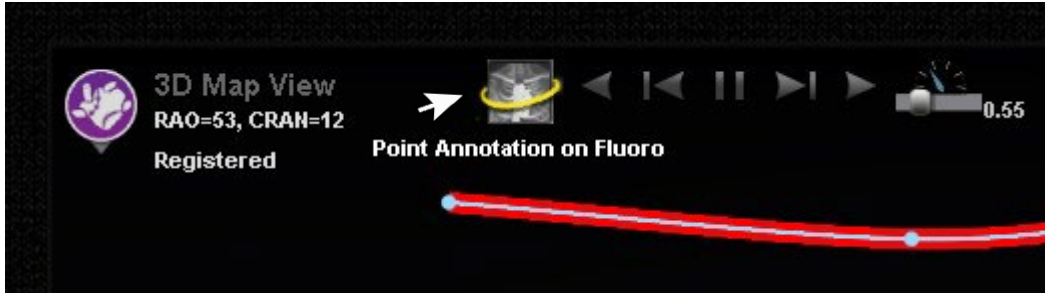 3D Map View
RAO=53, CRAN=12
Registered
Point Annotation on Fluoro
0.55